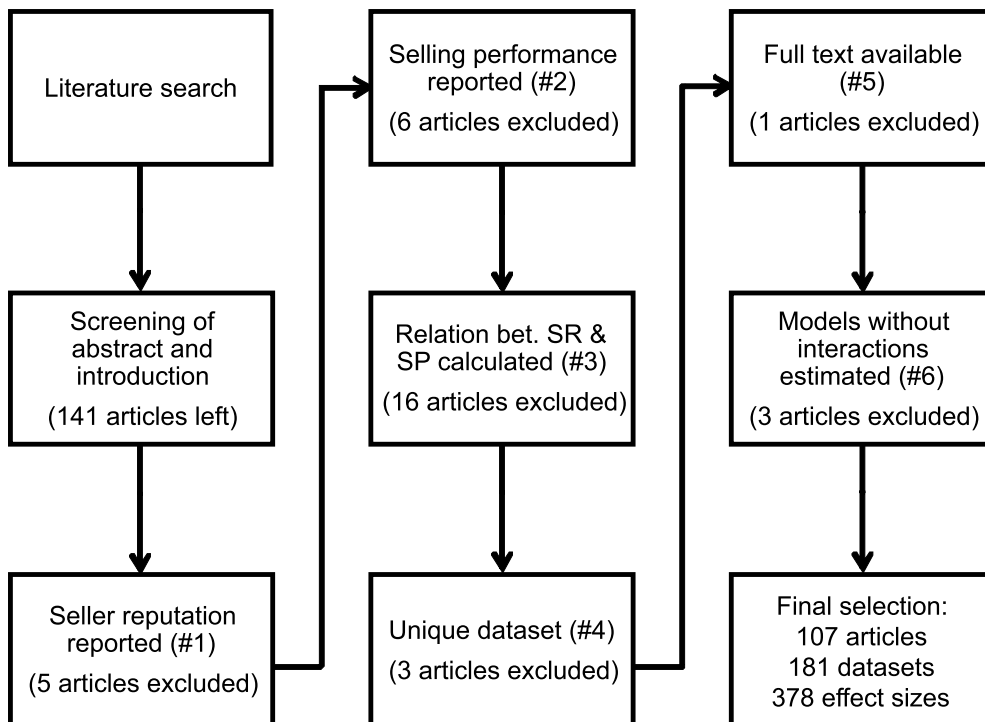 Literature search
Screening of
abstract and
introduction
(141 articles left)
Seller reputation
reported (#1)
(5 articles excluded)
Selling performance
reported (#2)
(6 articles excluded)
Relation bet. SR &
SP calculated (#3)
(16 articles excluded)
Unique dataset (#4)
(3 articles excluded)
Full text available
(#5)
(1 articles excluded)
Models without
interactions
estimated (#6)
(3 articles excluded)
Final selection:
107 articles
181 datasets
378 effect sizes